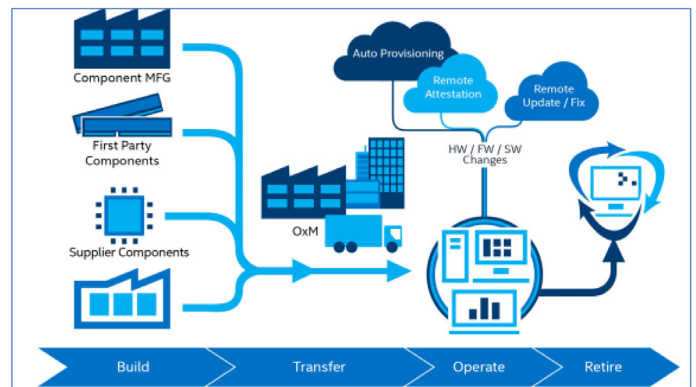 Component MFG
First Party
Components
Supplier Components
OxM
Auto Provisioning
Remote
Attestation
Remote
Update / Fix
HW / FW / SW
Changes
Build
Transfer
Operate
Retire